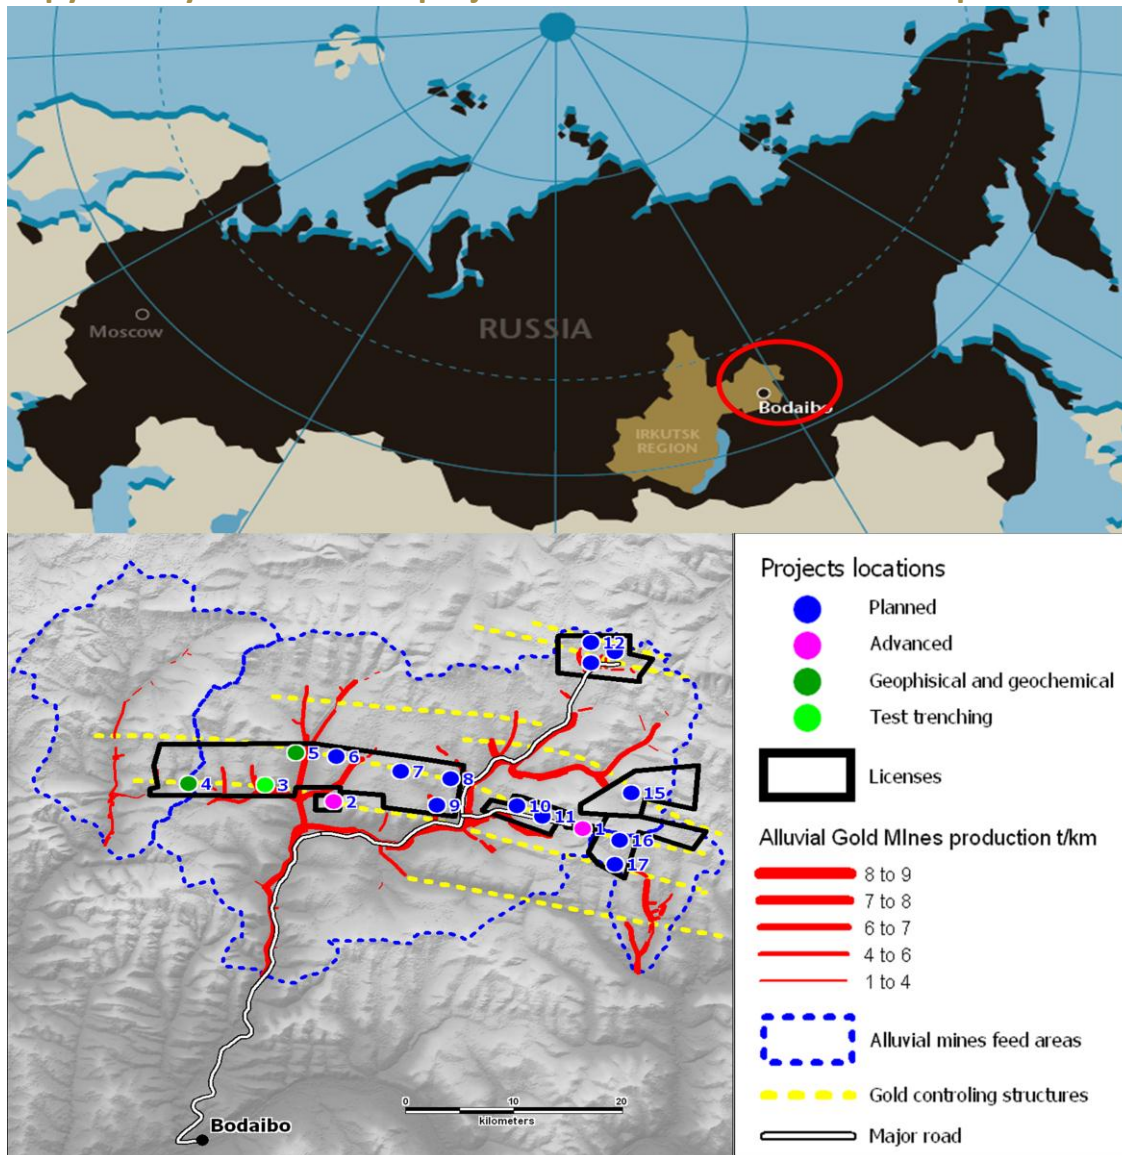 Moscow
RUSSIA
Bodaibo
IRKUTSK
REGION
12
5
6
7
8
4
3
2
9
10
11
15
1
16
17
0 10 20
kilometers
Bodaibo
Projects locations
Planned
Advanced
Geophisical and geochemical
Test trenching
Licenses
Alluvial Gold MInes production t/km
8 to 9
7 to 8
6 to 7
4 to 6
1 to 4
Alluvial mines feed areas
Gold controling structures
Major road